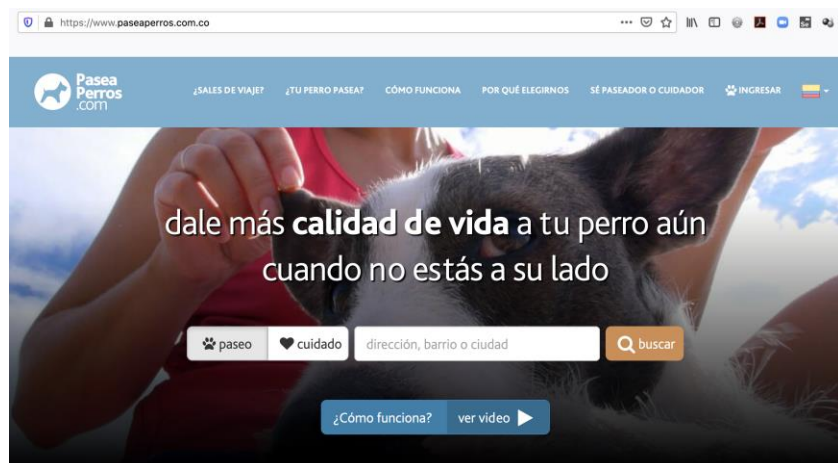 https://www.paseaperros.com.co
Pasea
Perros
.com
¿SALES DE VIAJE?
¿TU PERRO PASEA?
CÓMO FUNCIONA
POR QUÉ ELEGIRNOS
SÉ PASEADOR O CUIDADOR
INGRESAR
dale más calidad de vida a tu perro aún
cuando no estás a su lado
paseo
cuidado
dirección, barrio o ciudad
buscar
¿Cómo funciona?
ver video